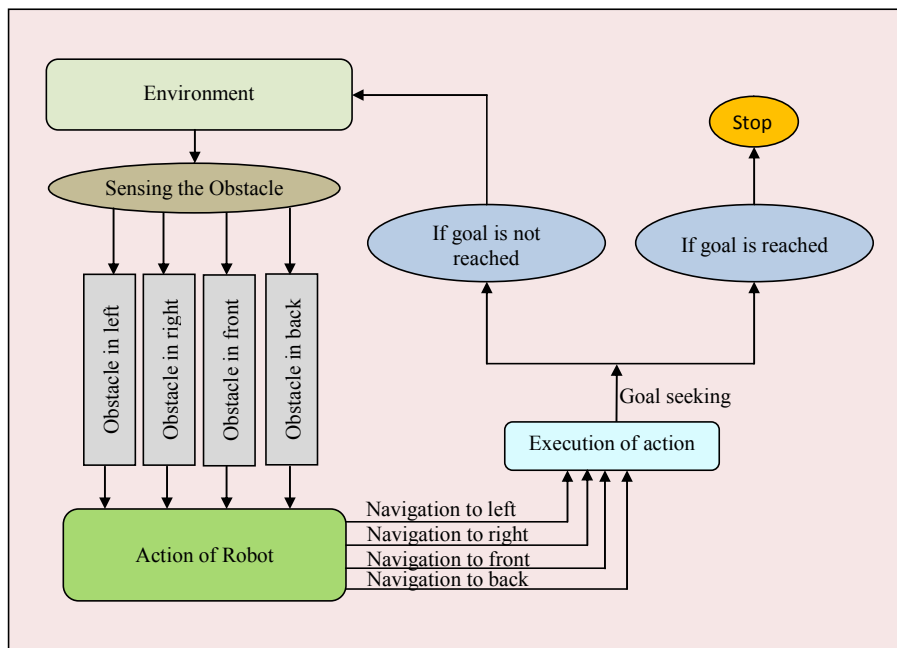 Environment
Stop
Sensing the Obstacle
If goal is not
reached
If goal is reached
Obstacle in left
Obstacle in right
Obstacle in front
Obstacle in back
Goal seeking
Execution of action
Navigation to left
Navigation to right
Navigation to front
Navigation to back
Action of Robot